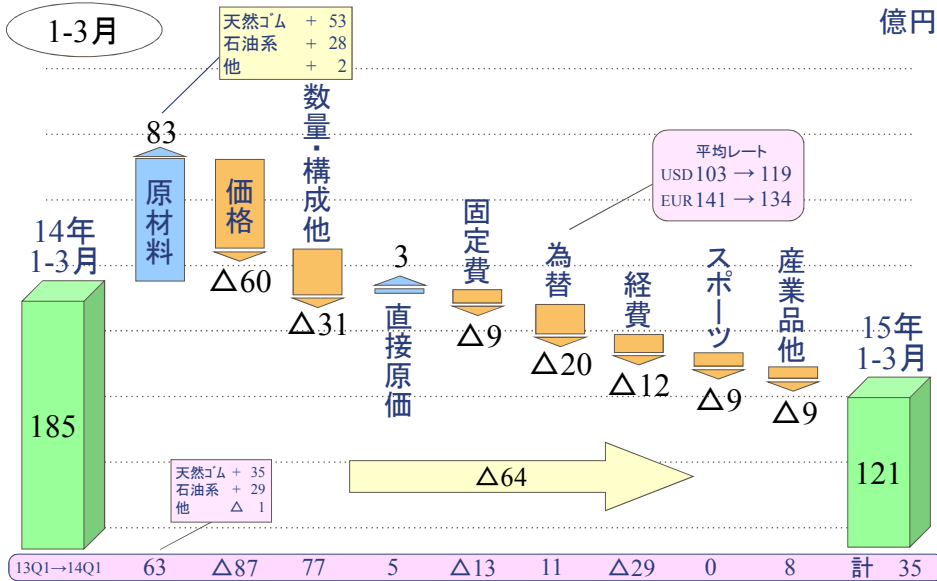 1-3月
億円
天然ゴム + 53
石油系 + 28
他 + 2
83
原材料
価格
△60
数量・構成他
△31
3
直接原価
固定費
△9
為替
△20
平均レート
USD 103 → 119
EUR 141 → 134
経費
△12
スポーツ
△9
産業品他
△9
14年
1-3月
185
15年
1-3月
121
△64
天然ゴム + 35
石油系 + 29
他 △ 1
13Q1→14Q1 63 △87 77 5 △13 11 △29 0 8 計 35